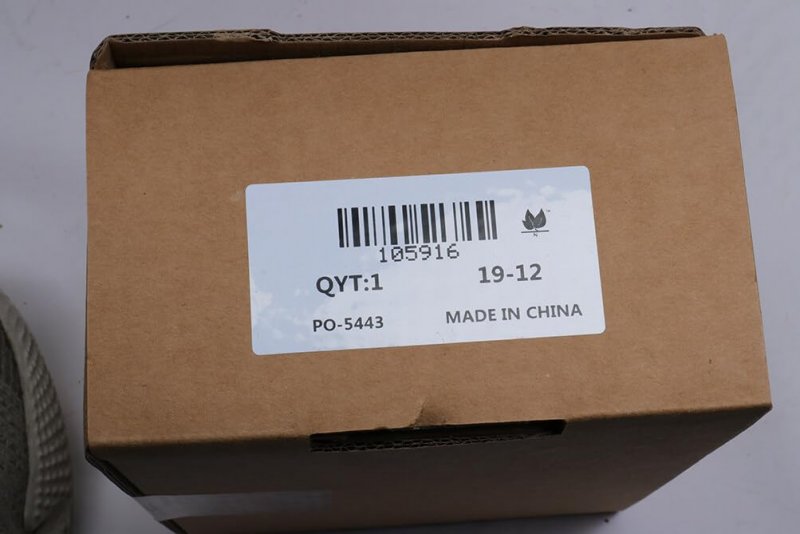 105916
QYT:1 19-12
PO-5443 MADE IN CHINA